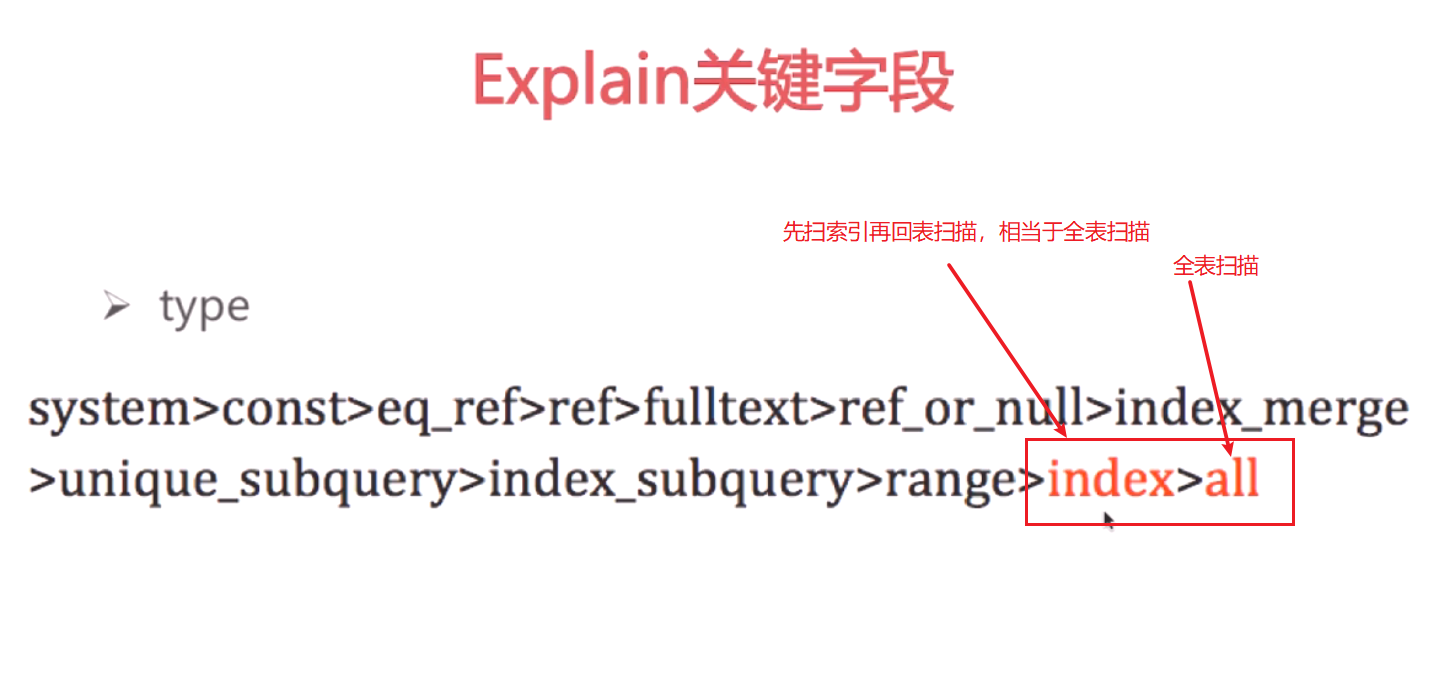 Explain关键字段
先扫索引再回表扫描，相当于全表扫描
全表扫描
type
system>const>eq_ref>ref>fulltext>ref_or_null>index_merge
>unique_subquery>index_subquery>range>index>all